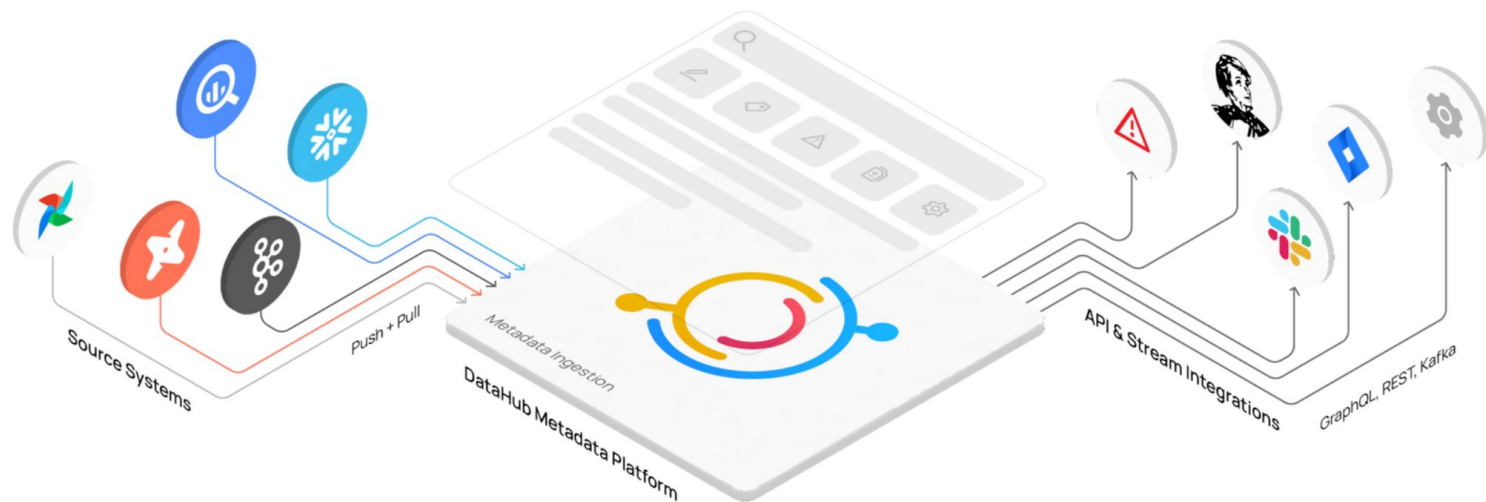 Source Systems
Push + Pull
Metadata Ingestion
DataHub Metadata Platform
API & Stream Integrations
GraphQL, REST, Kafka